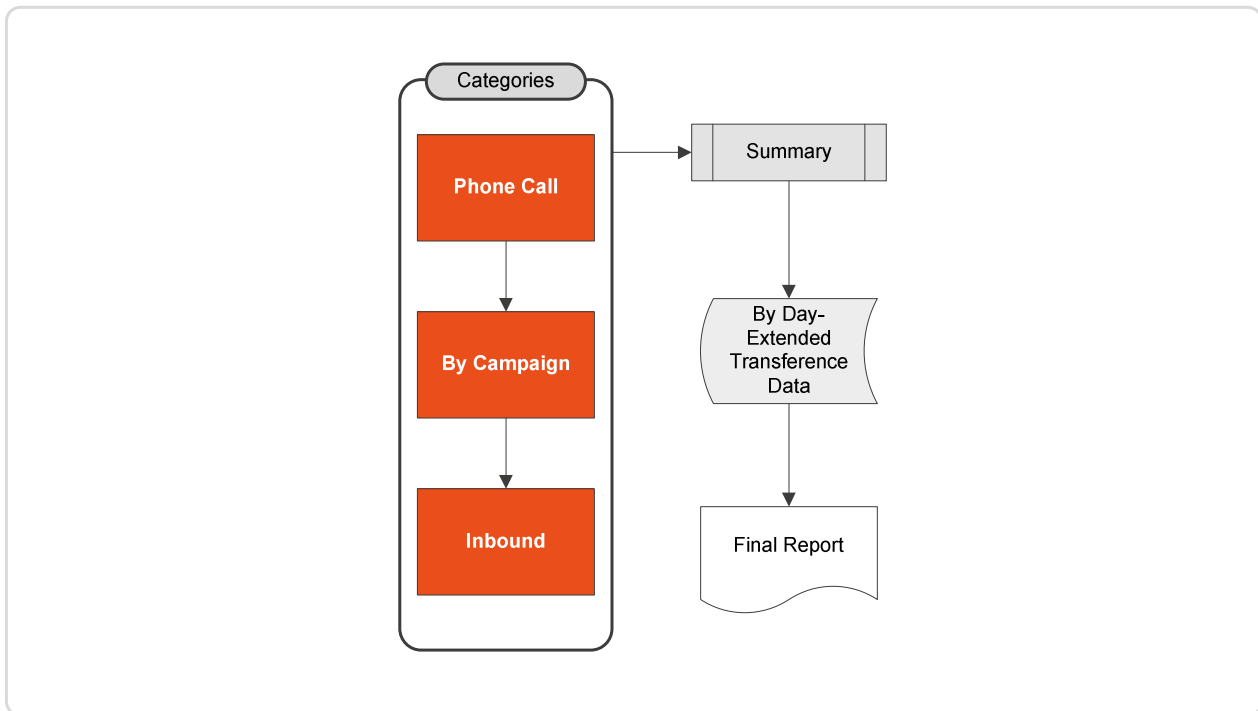 Categories
Phone Call
By Campaign
Inbound
Summary
By Day-
Extended
Transference
Data
Final Report